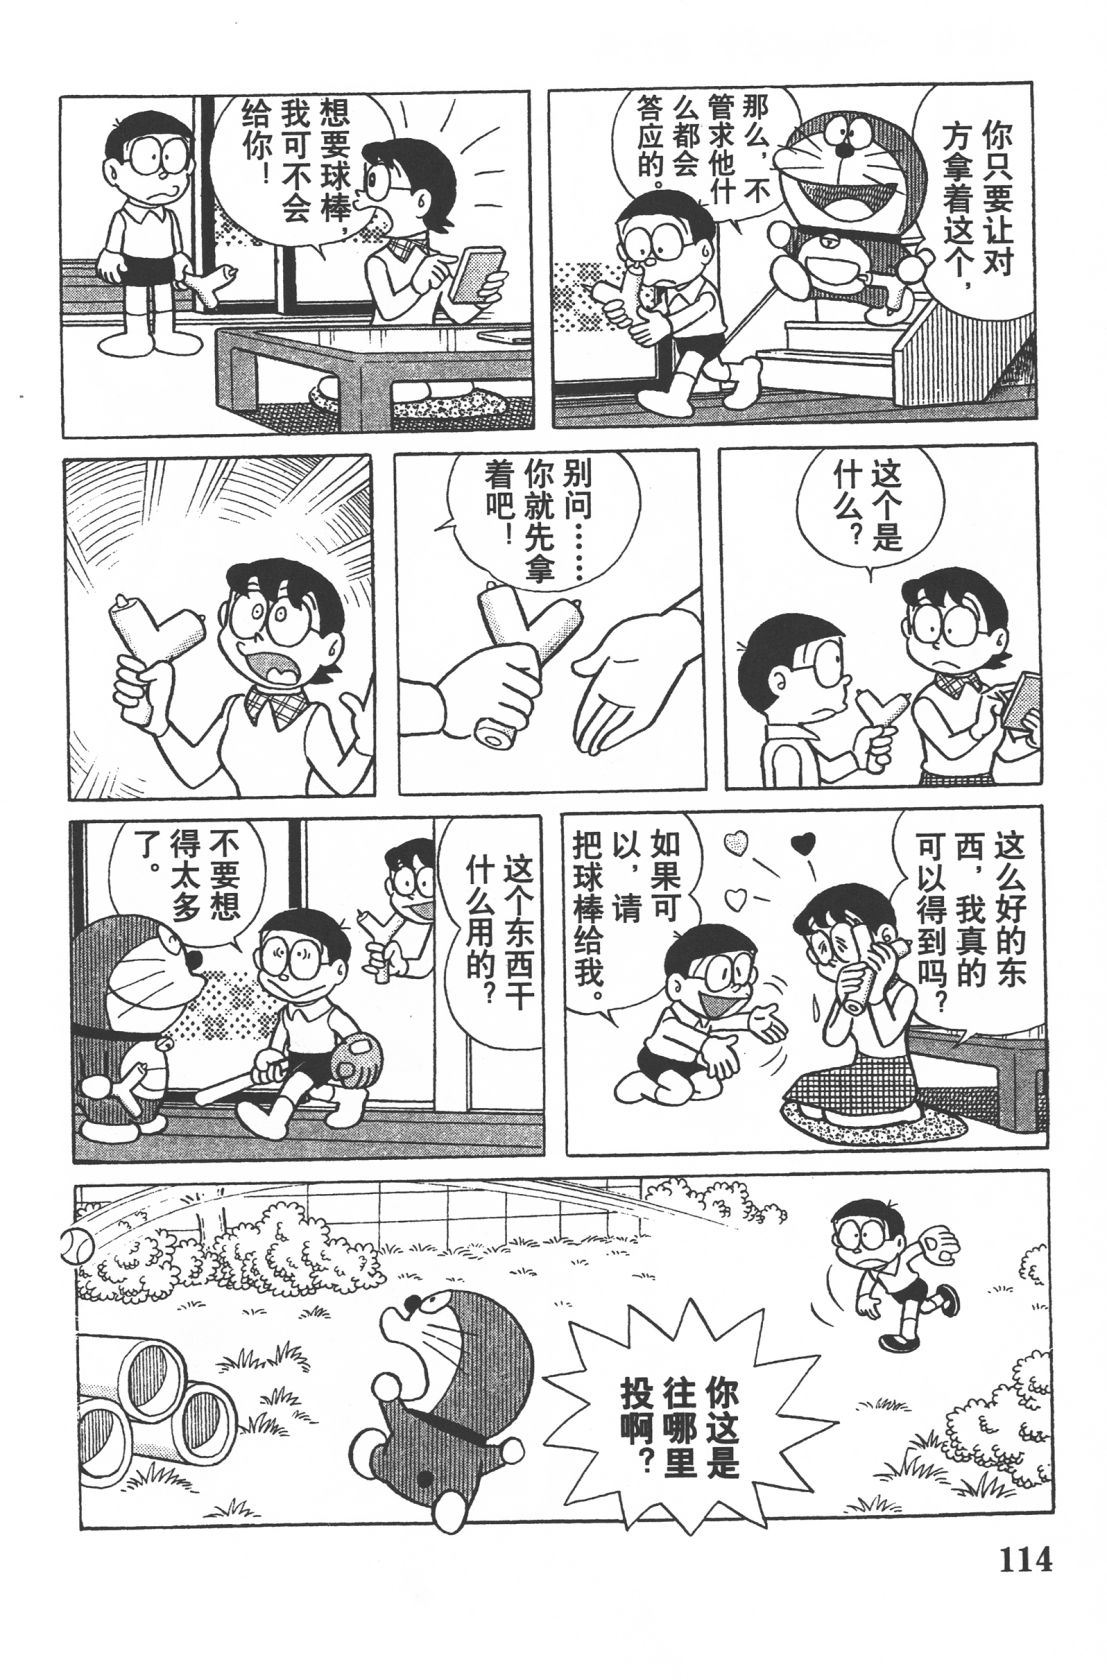 你只要让对
方拿着这个，
那么，不
管求他什
么都会
答应的。
想要球棒，
我可不会
给你！
这个是
什么？
别问……
你就先拿
着吧！
这么好的东
西，我真的
可以得到吗？
如果可
以，请
把球棒给我。
这个东西干
什么用的？
不要想
得太多
了。
你这是
往哪里
投啊？
114